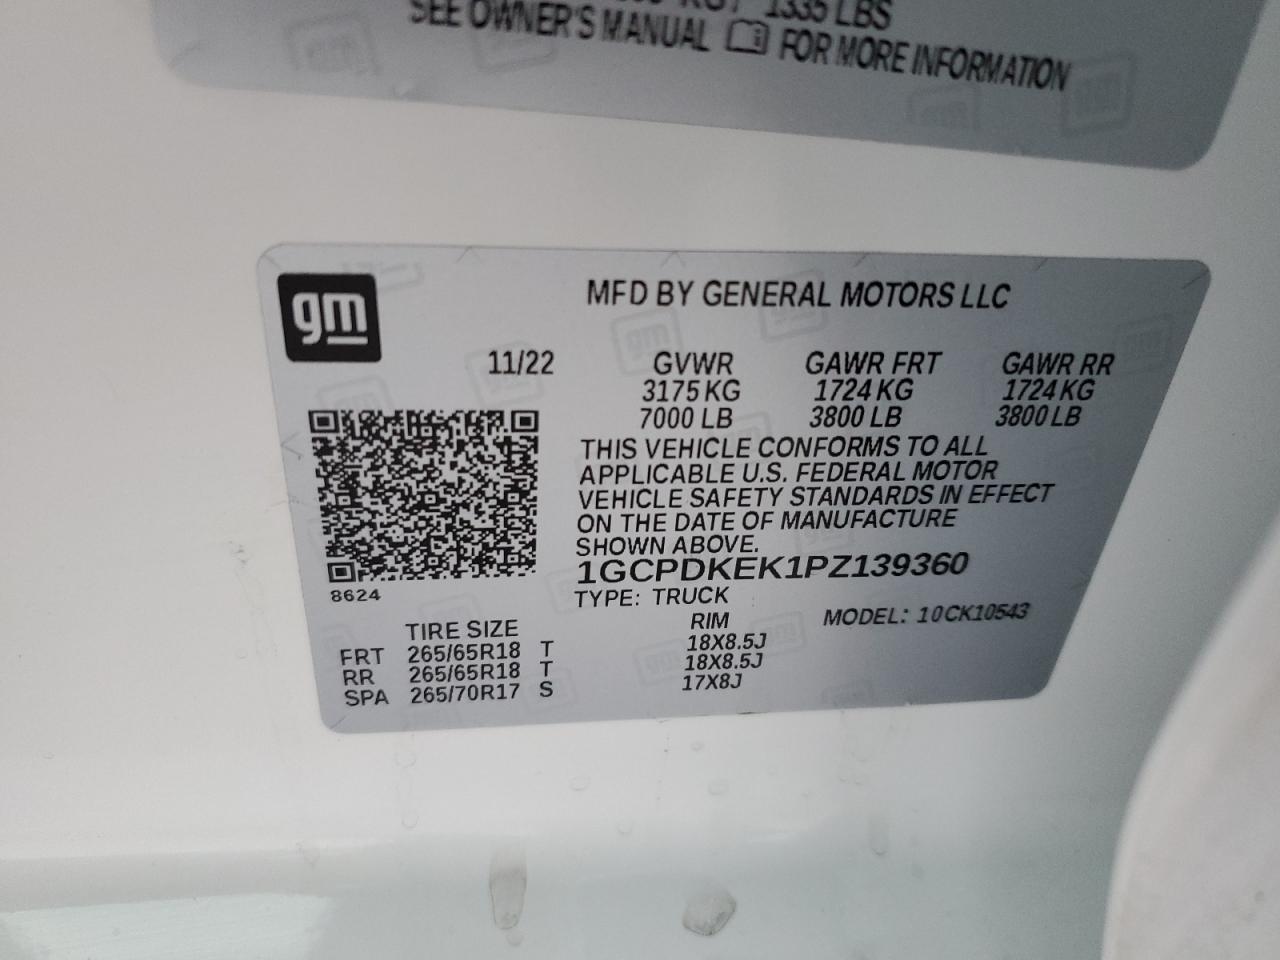 1335 LBS
SEE OWNER'S MANUAL FOR MORE INFORMATION
gm
MFD BY GENERAL MOTORS LLC
11/22 GVWR GAWR FRT GAWR RR
3175 KG 1724 KG 1724 KG
7000 LB 3800 LB 3800 LB
THIS VEHICLE CONFORMS TO ALL
APPLICABLE U.S. FEDERAL MOTOR
VEHICLE SAFETY STANDARDS IN EFFECT
ON THE DATE OF MANUFACTURE
SHOWN ABOVE.
1GCPDKEK1PZ139360
8624
TYPE: TRUCK
MODEL: 10CK10543
TIRE SIZE RIM
FRT 265/65R18 T 18X8.5J
RR 265/65R18 T 18X8.5J
SPA 265/70R17 S 17X8J